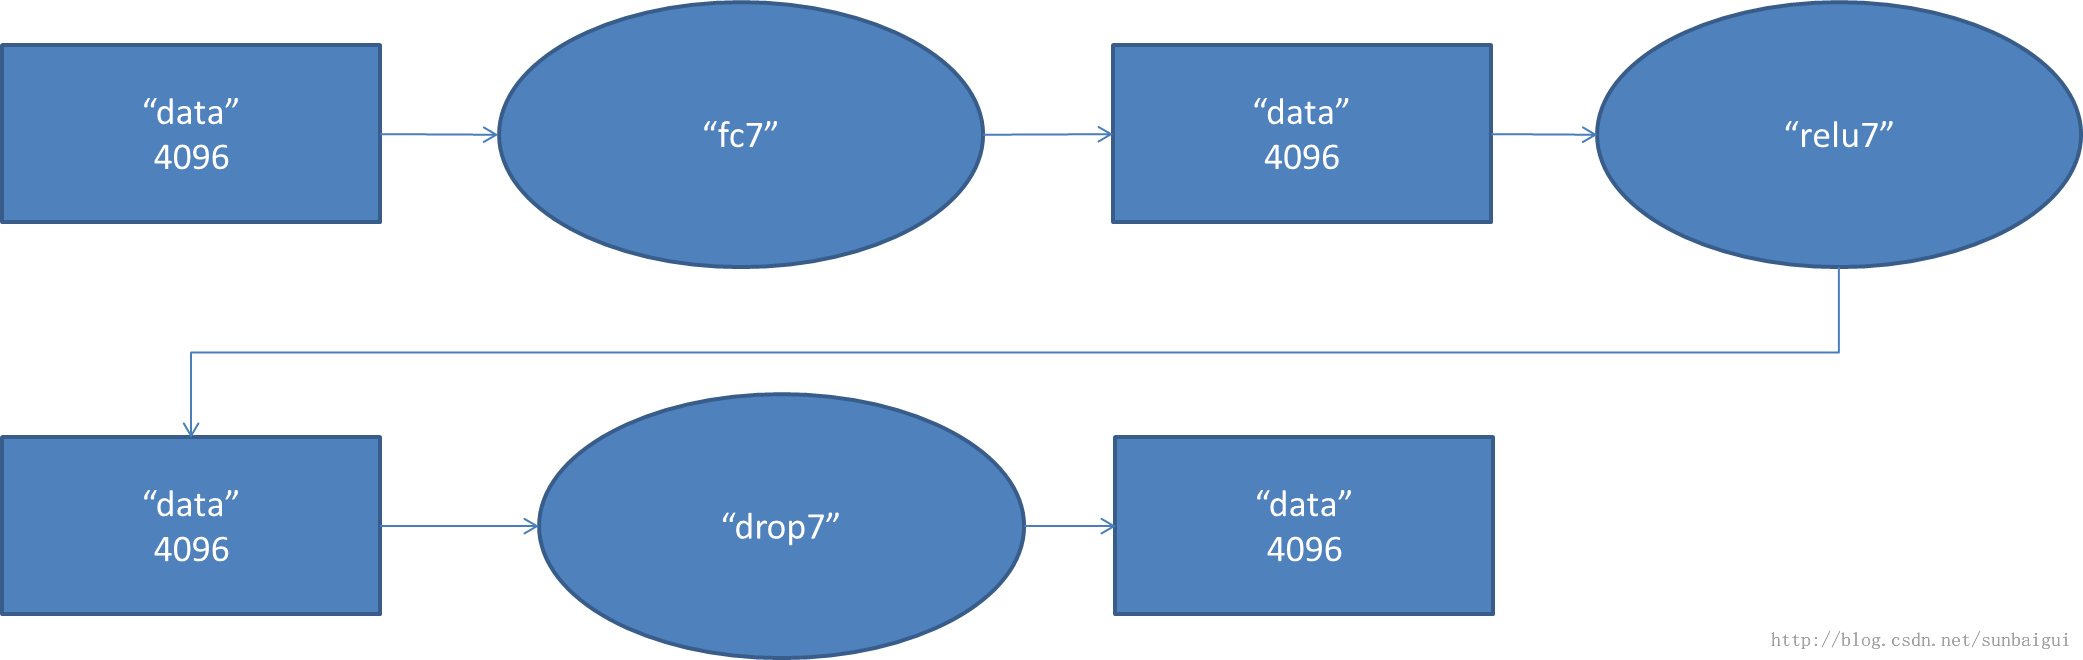 “data”
4096
“fc7”
“data”
4096
“relu7”
“data”
4096
“drop7”
“data”
4096
http://blog.csdn.net/sunbaigui